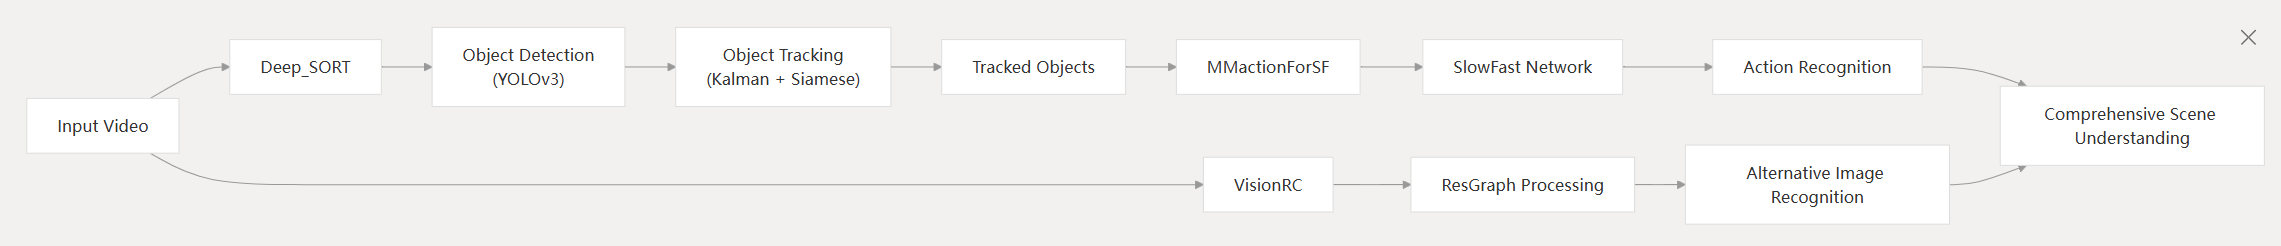 Input Video
Deep_SORT
Object Detection
(YOLOv3)
Object Tracking
(Kalman + Siamese)
Tracked Objects
MMactionForSF
SlowFast Network
Action Recognition
VisionRC
ResGraph Processing
Alternative Image
Recognition
Comprehensive Scene
Understanding